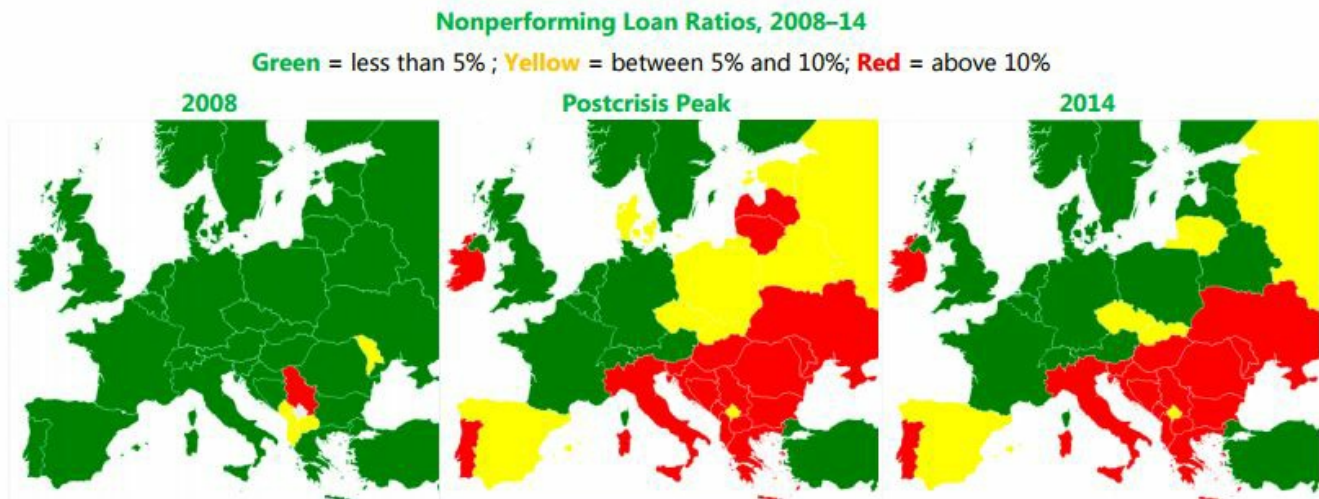 Nonperforming Loan Ratios, 2008–14
Green = less than 5% ; Yellow = between 5% and 10%; Red = above 10%
2008
Postcrisis Peak
2014